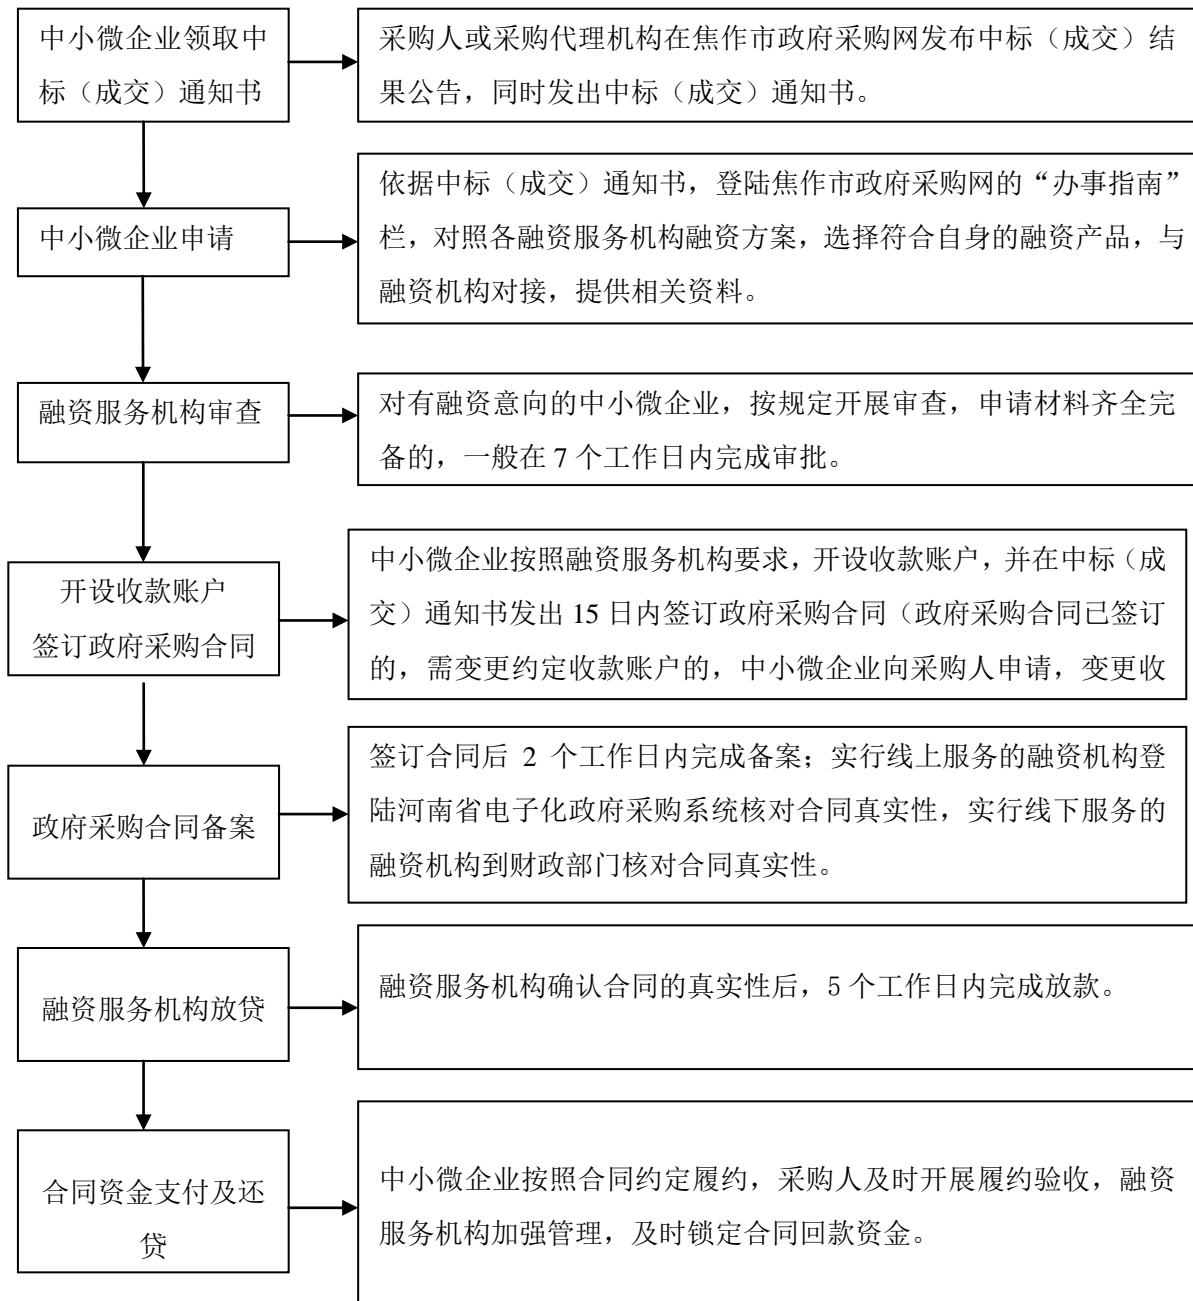 中小微企业领取中
标（成交）通知书
采购人或采购代理机构在焦作市政府采购网发布中标（成交）结
果公告，同时发出中标（成交）通知书。
中小微企业申请
依据中标（成交）通知书，登陆焦作市政府采购网的“办事指南”
栏，对照各融资服务机构融资方案，选择符合自身的融资产品，与
融资机构对接，提供相关资料。
融资服务机构审查
对有融资意向的中小微企业，按规定开展审查，申请材料齐全完
备的，一般在 7 个工作日内完成审批。
开设收款账户
签订政府采购合同
中小微企业按照融资服务机构要求，开设收款账户，并在中标（成
交）通知书发出 15 日内签订政府采购合同（政府采购合同已签订
的，需变更约定收款账户的，中小微企业向采购人申请，变更收
政府采购合同备案
签订合同后 2 个工作日内完成备案；实行线上服务的融资机构登
陆河南省电子化政府采购系统核对合同真实性，实行线下服务的
融资机构到财政部门核对合同真实性。
融资服务机构放贷
融资服务机构确认合同的真实性后，5 个工作日内完成放款。
合同资金支付及还
贷
中小微企业按照合同约定履约，采购人及时开展履约验收，融资
服务机构加强管理，及时锁定合同回款资金。